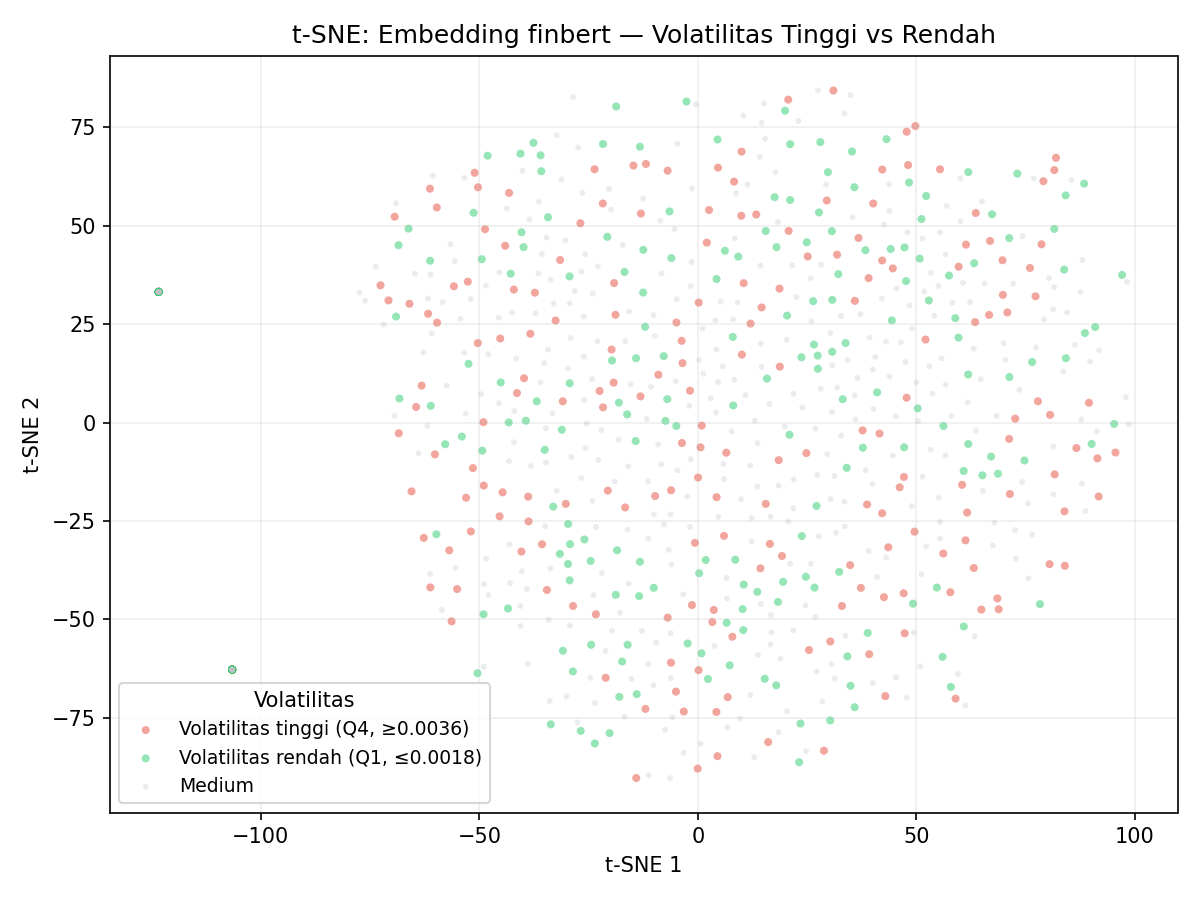 t-SNE: Embedding finbert — Volatilitas Tinggi vs Rendah
75
50
25
0
−25
−50
−75
t-SNE 2
Volatilitas
Volatilitas tinggi (Q4, ≥0.0036)
Volatilitas rendah (Q1, ≤0.0018)
Medium
−100
−50
0
50
100
t-SNE 1